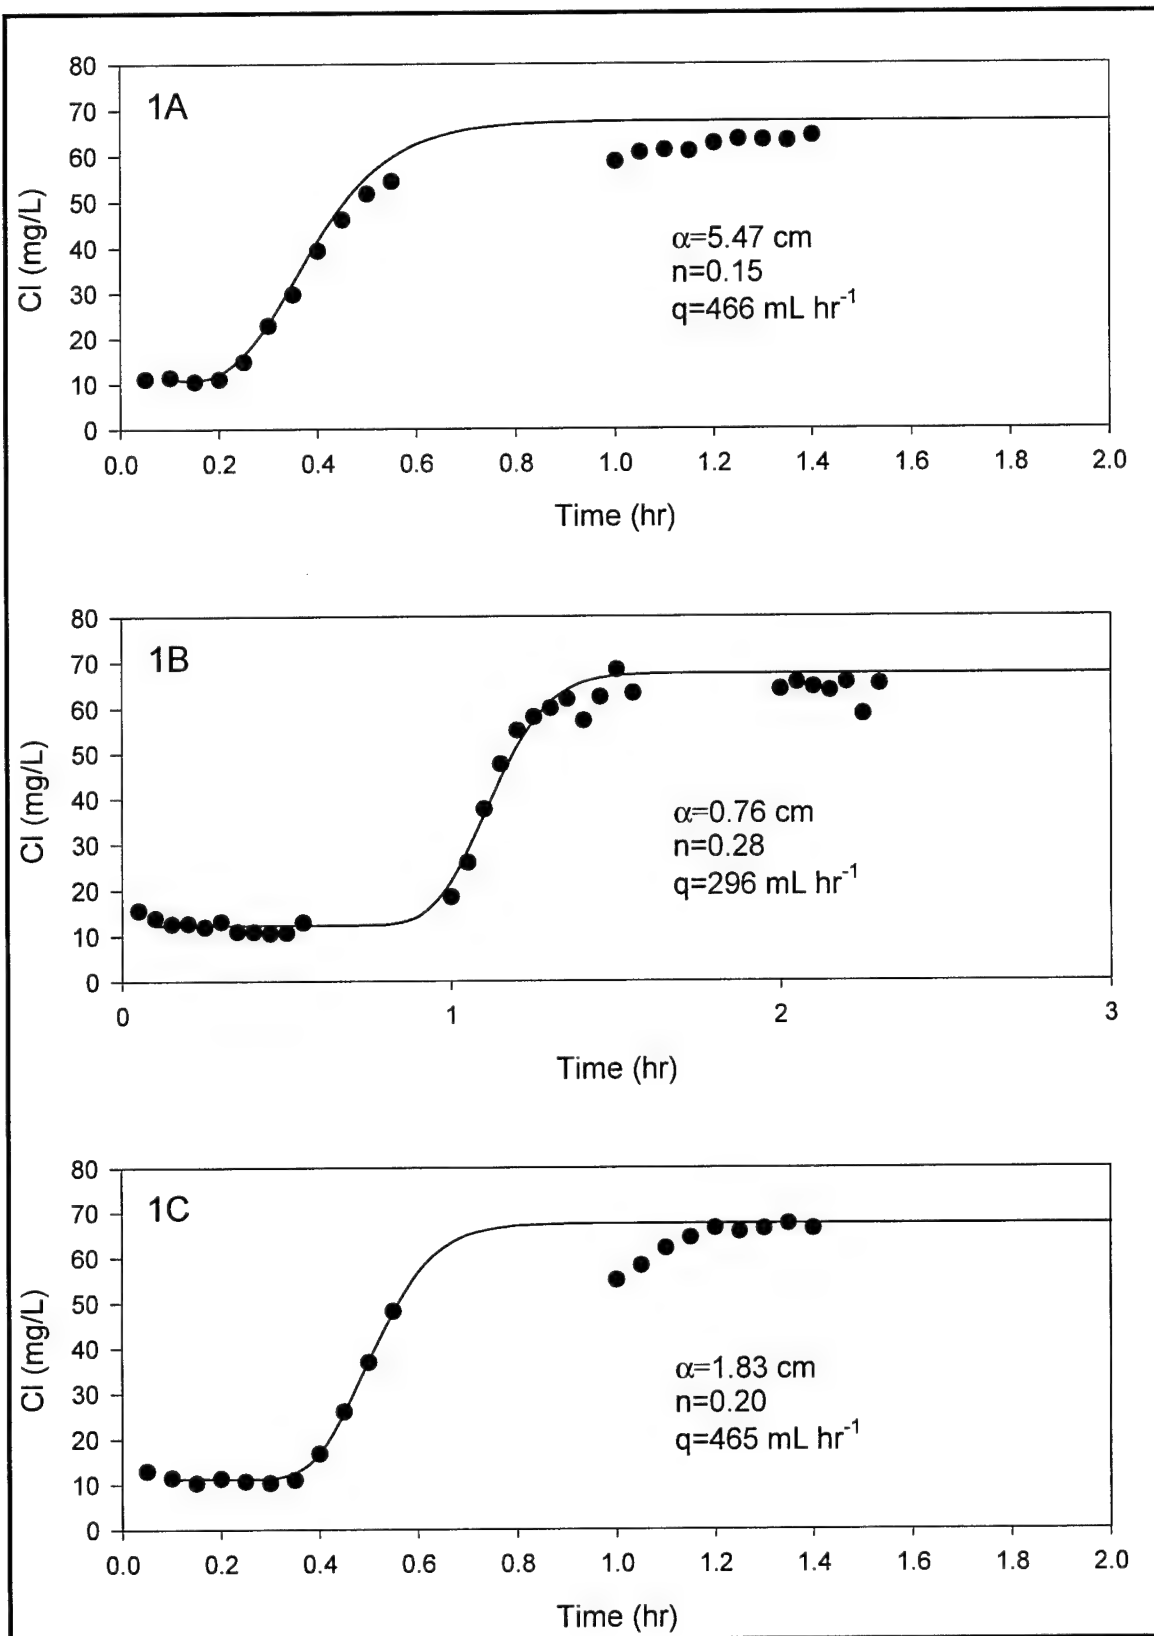 1A
80
70
60
50
40
30
20
10
0
Cl (mg/L)
α=5.47 cm
n=0.15
q=466 mL hr⁻¹
0.0 0.2 0.4 0.6 0.8 1.0 1.2 1.4 1.6 1.8 2.0
Time (hr)
1B
80
70
60
50
40
30
20
10
0
Cl (mg/L)
α=0.76 cm
n=0.28
q=296 mL hr⁻¹
0 1 2 3
Time (hr)
1C
80
70
60
50
40
30
20
10
0
Cl (mg/L)
α=1.83 cm
n=0.20
q=465 mL hr⁻¹
0.0 0.2 0.4 0.6 0.8 1.0 1.2 1.4 1.6 1.8 2.0
Time (hr)